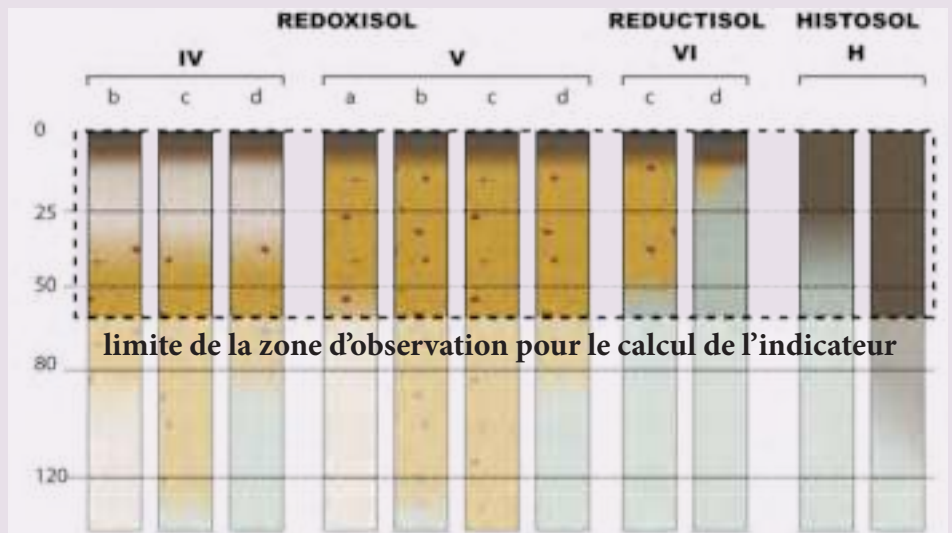 REDOXISOL REDUCTISOL HISTOSOL
IV V VI H
b c d a b c d c d
0
25
50
limite de la zone d’observation pour le calcul de l’indicateur
80
120